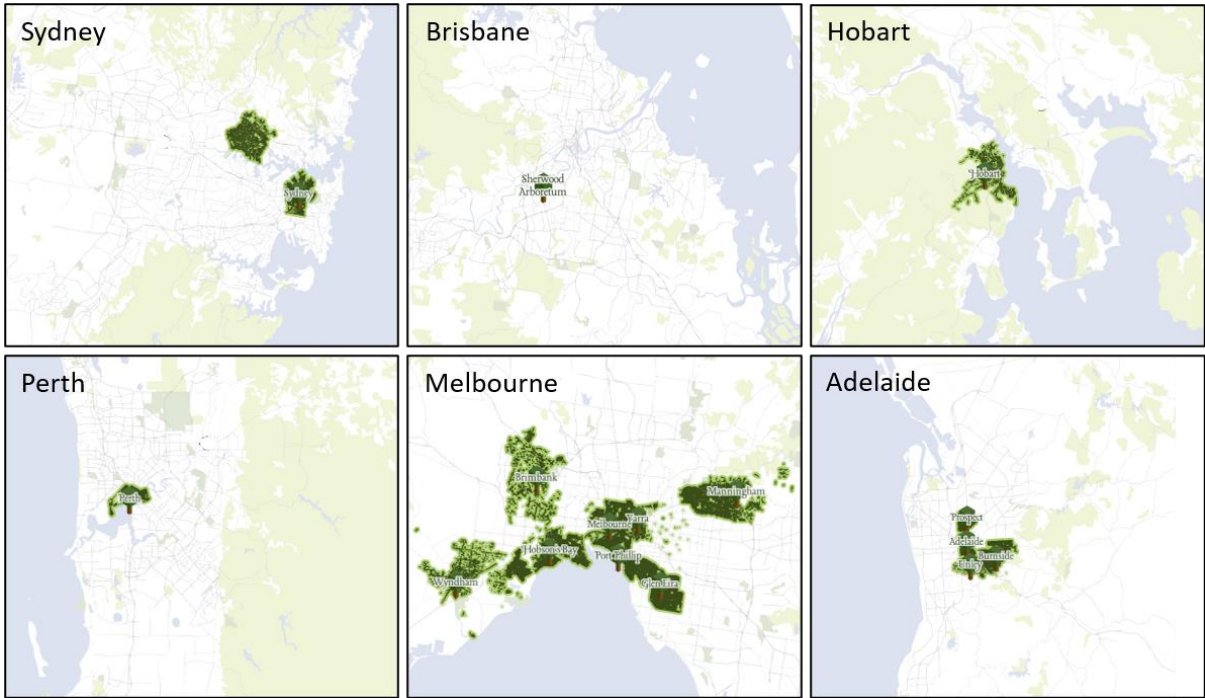 Sydney
Sydney
Brisbane
Sherwood
Arboretum
Hobart
Hobart
Perth
Perth
Melbourne
Brimbank
Manningham
Melbourne
Yarra
Hobson's Bay
Port Phillip
Wyndham
Glen Eira
Adelaide
Prospect
Adelaide
Burnside
Unley